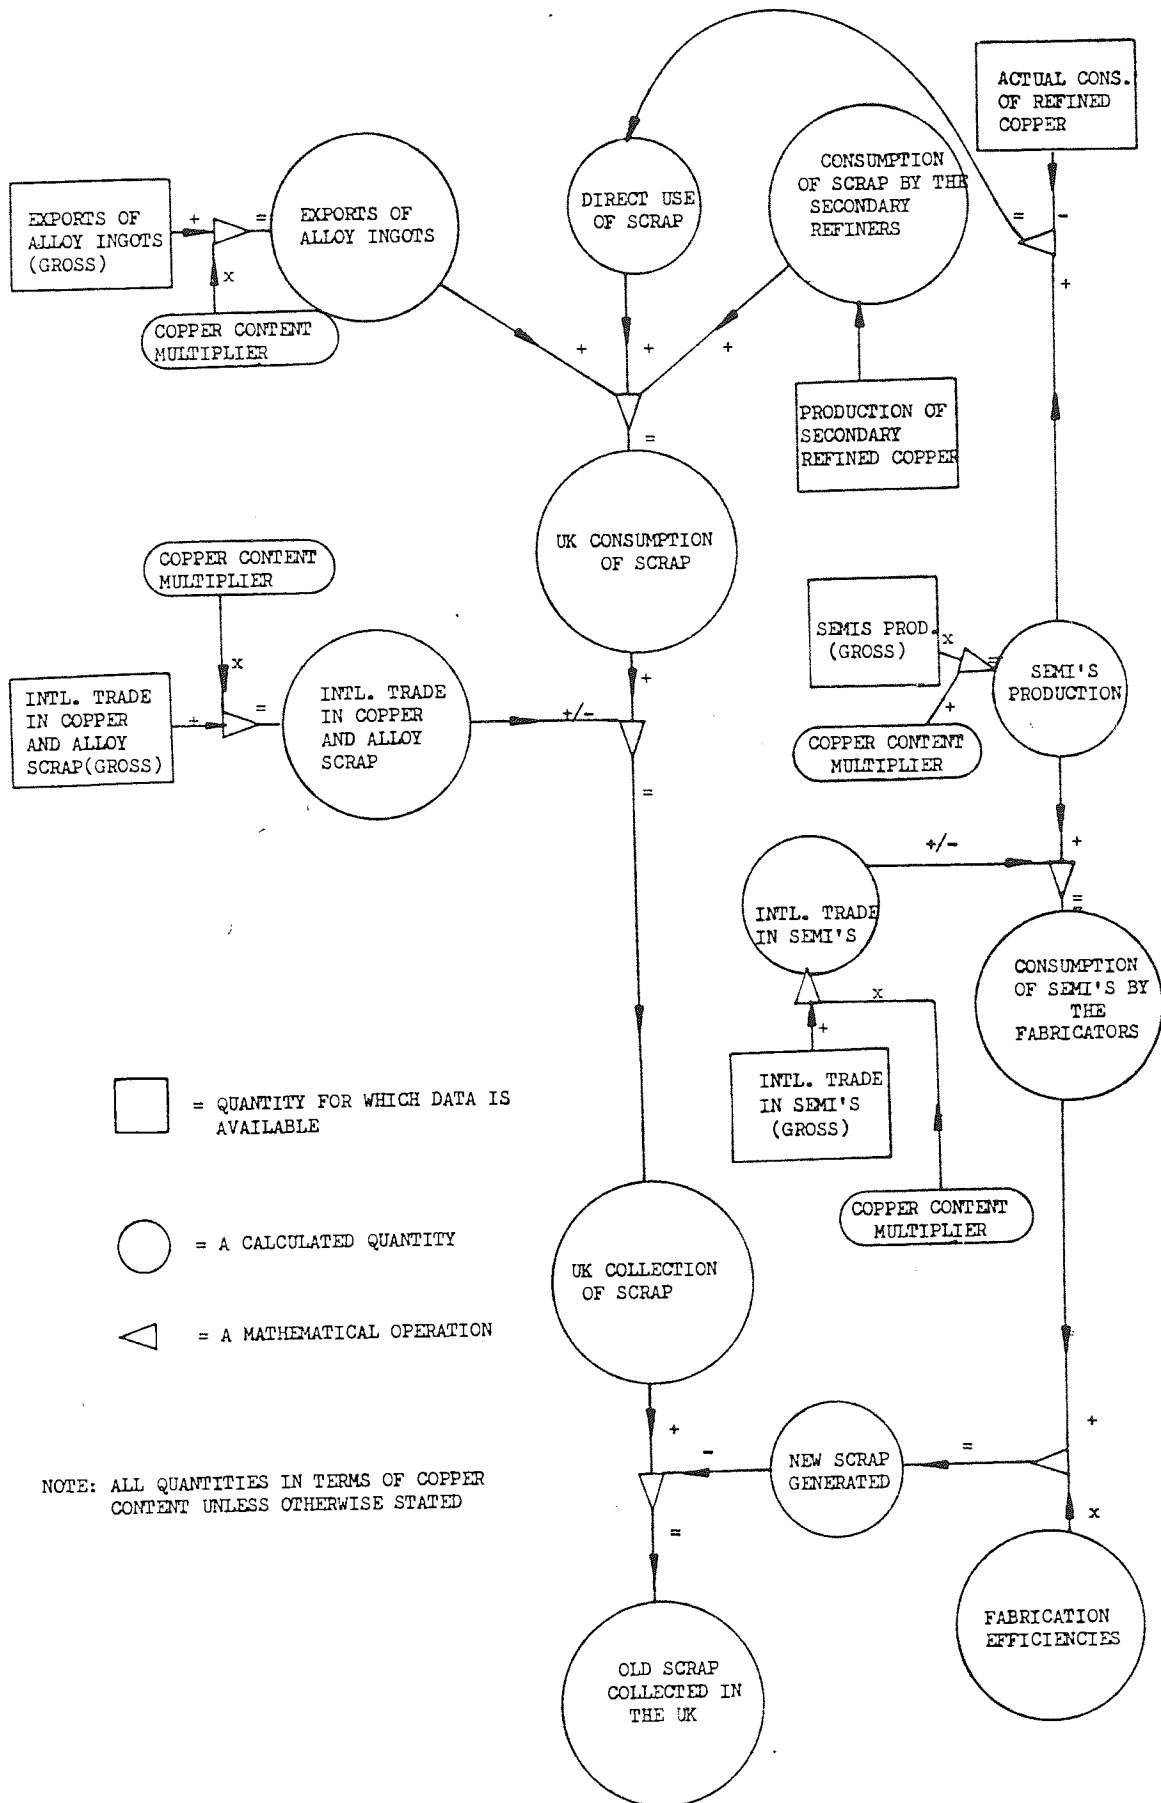 ACTUAL CONS.
OF REFINED
COPPER
CONSUMPTION
OF SCRAP BY THE
SECONDARY
REFINERS
DIRECT USE
OF SCRAP
EXPORTS OF
ALLOY INGOTS
EXPORTS OF
ALLOY INGOTS
(GROSS)
+
=
x
=
-
+
COPPER CONTENT
MULTIPLIER
+
+
+
=
PRODUCTION OF
SECONDARY
REFINED COPPER
UK CONSUMPTION
OF SCRAP
COPPER CONTENT
MULTIPLIER
SEMIS PROD.
(GROSS)
x
=
+
SEMI'S
PRODUCTION
COPPER CONTENT
MULTIPLIER
x
+
=
INTL. TRADE
IN COPPER
AND ALLOY
SCRAP(GROSS)
INTL. TRADE
IN COPPER
AND ALLOY
SCRAP
+/-
+
=
+/-
+
=
INTL. TRADE
IN SEMI'S
CONSUMPTION
OF SEMI'S BY
THE
FABRICATORS
x
+
INTL. TRADE
IN SEMI'S
(GROSS)
COPPER CONTENT
MULTIPLIER
= QUANTITY FOR WHICH DATA IS
AVAILABLE
= A CALCULATED QUANTITY
= A MATHEMATICAL OPERATION
UK COLLECTION
OF SCRAP
+
-
=
+
x
=
NEW SCRAP
GENERATED
NOTE: ALL QUANTITIES IN TERMS OF COPPER
CONTENT UNLESS OTHERWISE STATED
FABRICATION
EFFICIENCIES
OLD SCRAP
COLLECTED IN
THE UK